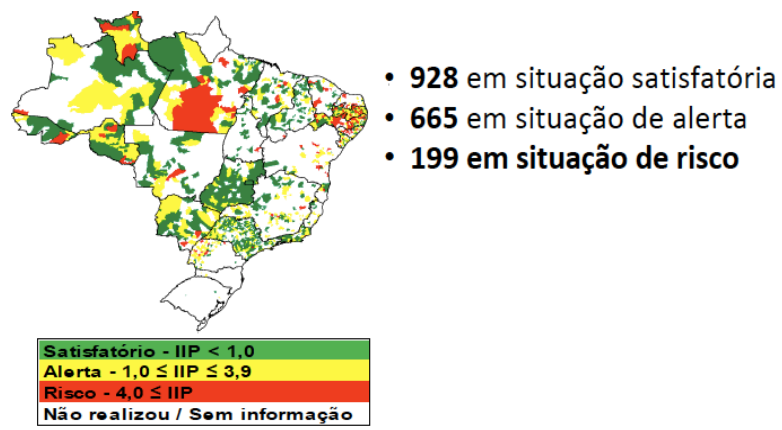 • 928 em situação satisfatória
• 665 em situação de alerta
• 199 em situação de risco
Satisfatório - IIP < 1,0
Alerta - 1,0 ≤ IIP ≤ 3,9
Risco - 4,0 ≤ IIP
Não realizou / Sem informação